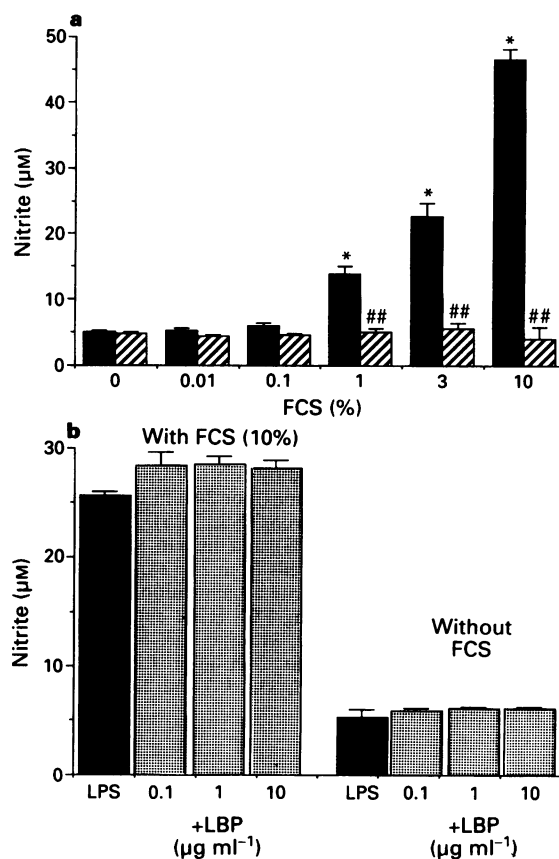 a
50
40
30
20
10
0
Nitrite (μM)
*
*
*
##
##
##
0 0.01 0.1 1 3 10
FCS (%)
b
With FCS (10%)
30
20
10
0
Nitrite (μM)
Without
FCS
LPS 0.1 1 10 LPS 0.1 1 10
+LBP +LBP
(μg ml⁻¹) (μg ml⁻¹)